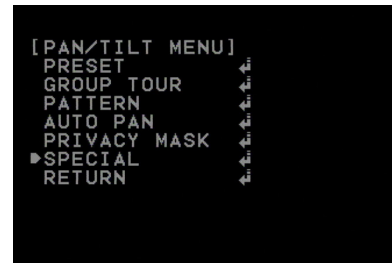 [PAN/TILT MENU]
PRESET
GROUP TOUR
PATTERN
AUTO PAN
PRIVACY MASK
SPECIAL
RETURN